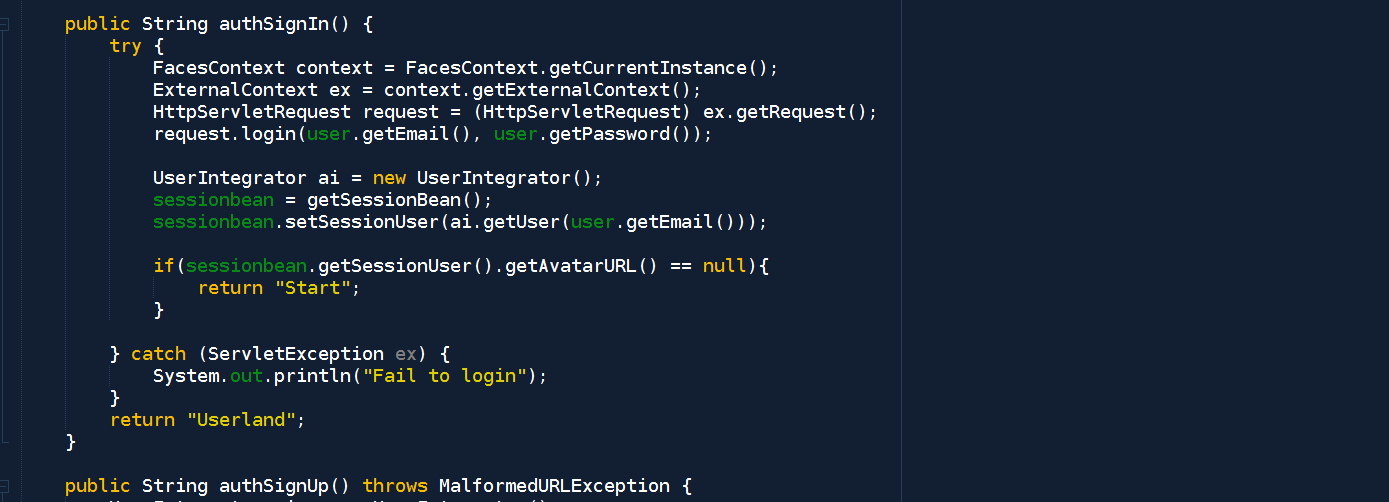 public String authSignIn() {
try {
FacesContext context = FacesContext.getCurrentInstance();
ExternalContext ex = context.getExternalContext();
HttpServletRequest request = (HttpServletRequest) ex.getRequest();
request.login(user.getEmail(), user.getPassword());
UserIntegrator ai = new UserIntegrator();
sessionbean = getSessionBean();
sessionbean.setSessionUser(ai.getUser(user.getEmail()));
if(sessionbean.getSessionUser().getAvatarURL() == null){
return "Start";
}
} catch (ServletException ex) {
System.out.println("Fail to login");
}
return "Userland";
}
public String authSignUp() throws MalformedURLException {